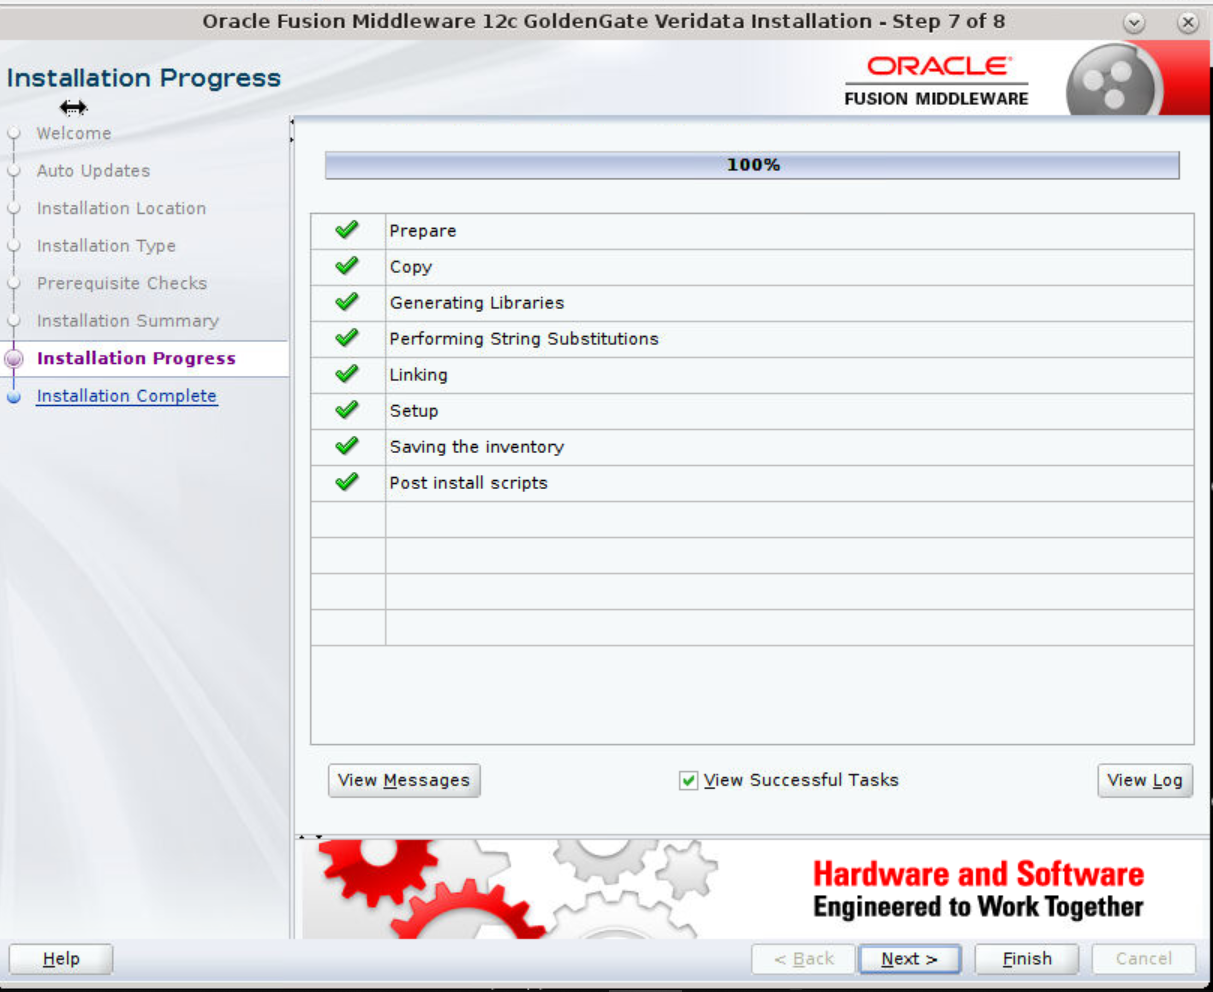 Oracle Fusion Middleware 12c GoldenGate Veridata Installation - Step 7 of 8
Installation Progress
ORACLE
FUSION MIDDLEWARE
Welcome
Auto Updates
Installation Location
Installation Type
Prerequisite Checks
Installation Summary
Installation Progress
Installation Complete
100%
Prepare
Copy
Generating Libraries
Performing String Substitutions
Linking
Setup
Saving the inventory
Post install scripts
View Messages
View Successful Tasks
View Log
Hardware and Software
Engineered to Work Together
Help
< Back
Next >
Finish
Cancel